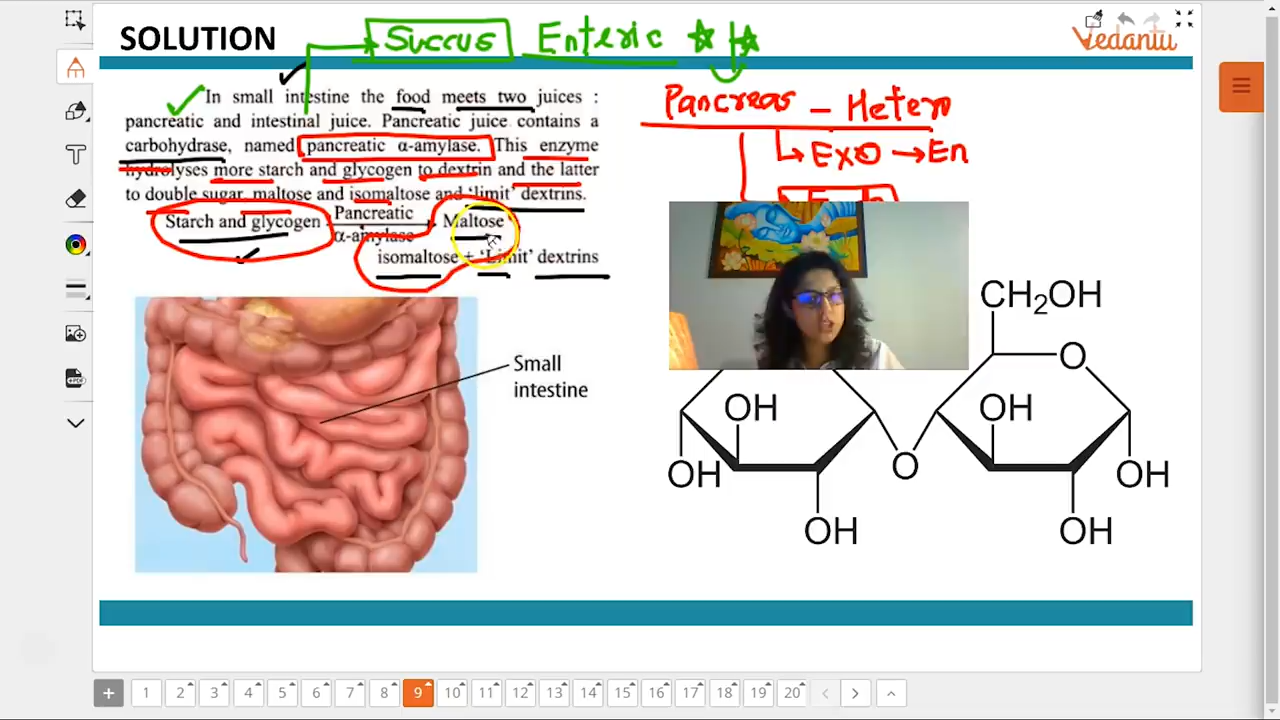 SOLUTION
Succus Enteric
Vedantu
In small intestine the food meets two juices :
pancreatic and intestinal juice. Pancreatic juice contains a
carbohydrase, named pancreatic α-amylase. This enzyme
hydrolyses more starch and glycogen to dextrin and the latter
to double sugar, maltose and isomaltose and 'limit' dextrins.
Starch and glycogen Pancreatic α-amylase Maltose
isomaltose + 'Limit' dextrins
Pancreas - Hetero
Exo → En
Small
intestine
CH2OH
O
OH
OH
OH
OH
O
OH
OH
OH
1 2 3 4 5 6 7 8 9 10 11 12 13 14 15 16 17 18 19 20